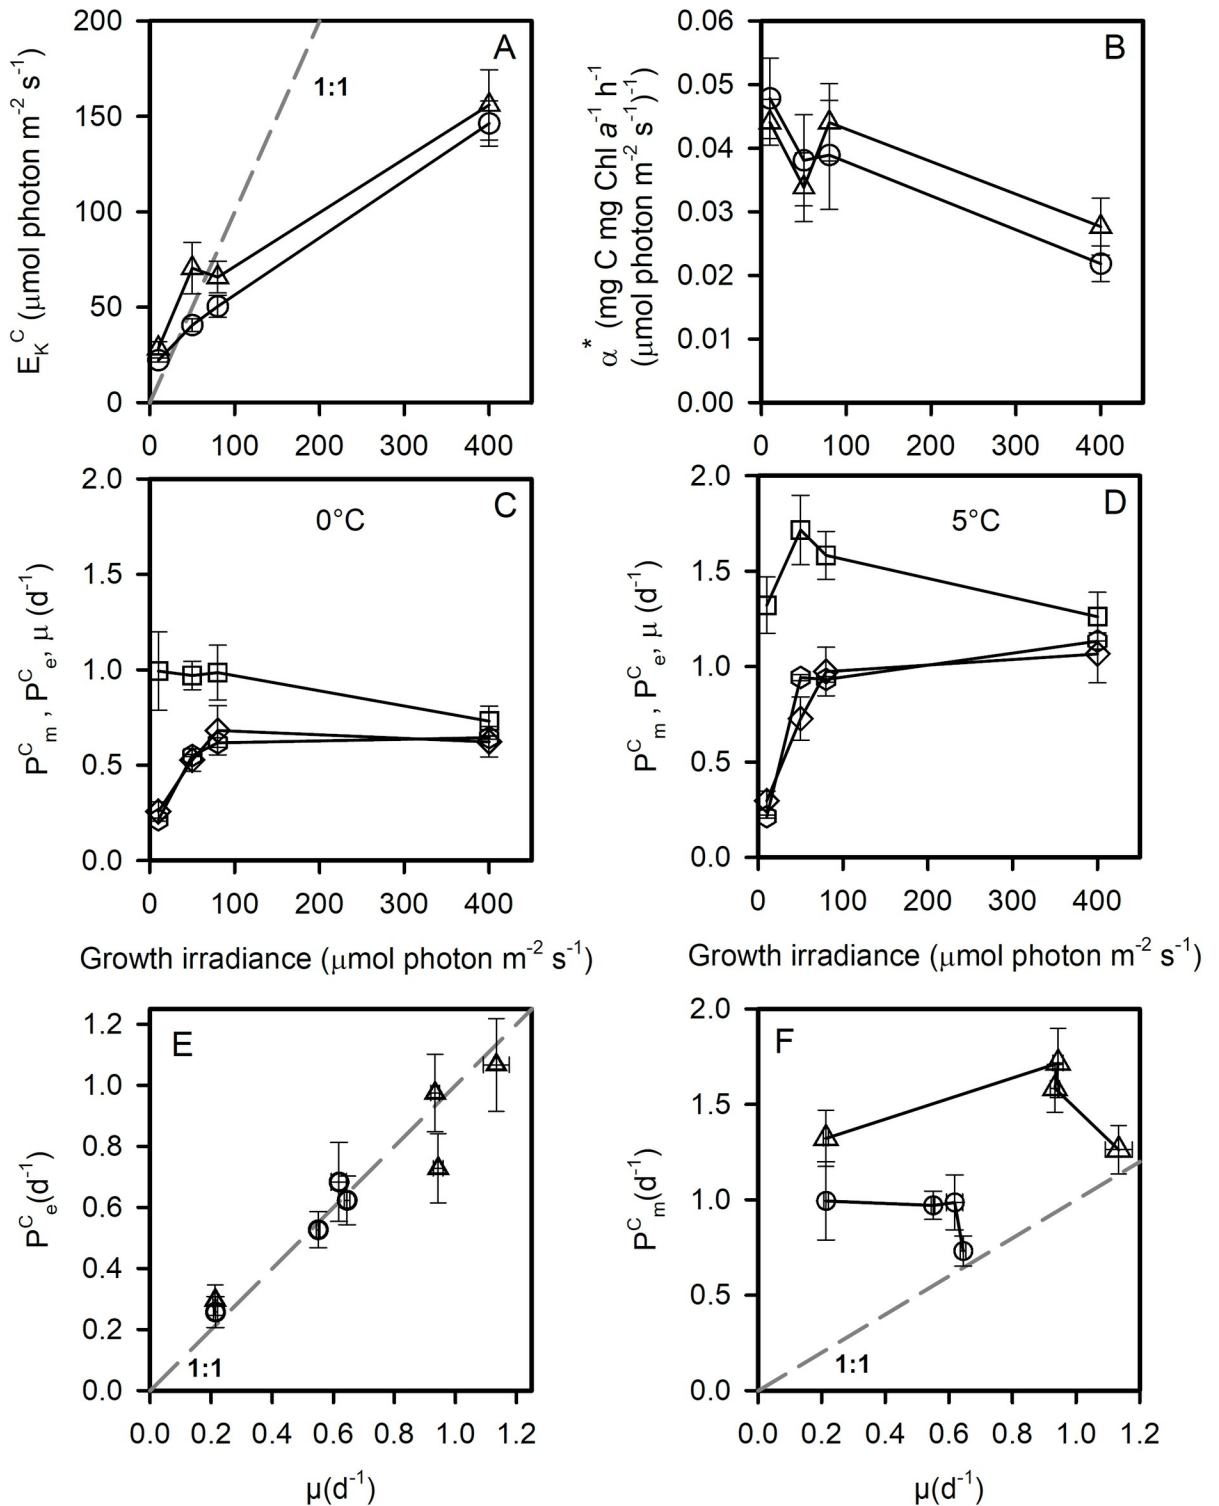 A
200
150
100
50
0
E_K^C (μmol photon m^-2 s^-1)
1:1
0 100 200 300 400
B
0.06
0.05
0.04
0.03
0.02
0.01
0.00
α* (mg C mg Chl a^-1 h^-1
(μmol photon m^-2 s^-1)^-1)
0 100 200 300 400
C
0°C
2.0
1.5
1.0
0.5
0.0
P^C_m , P^C_e, μ (d^-1)
0 100 200 300 400
Growth irradiance (μmol photon m^-2 s^-1)
D
5°C
2.0
1.5
1.0
0.5
0.0
P^C_m, P^C_e, μ (d^-1)
0 100 200 300 400
Growth irradiance (μmol photon m^-2 s^-1)
E
1.2
1.0
0.8
0.6
0.4
0.2
0.0
P^C_e(d^-1)
1:1
0.0 0.2 0.4 0.6 0.8 1.0 1.2
μ(d^-1)
F
2.0
1.5
1.0
0.5
0.0
P^C_m(d^-1)
1:1
0.0 0.2 0.4 0.6 0.8 1.0 1.2
μ(d^-1)